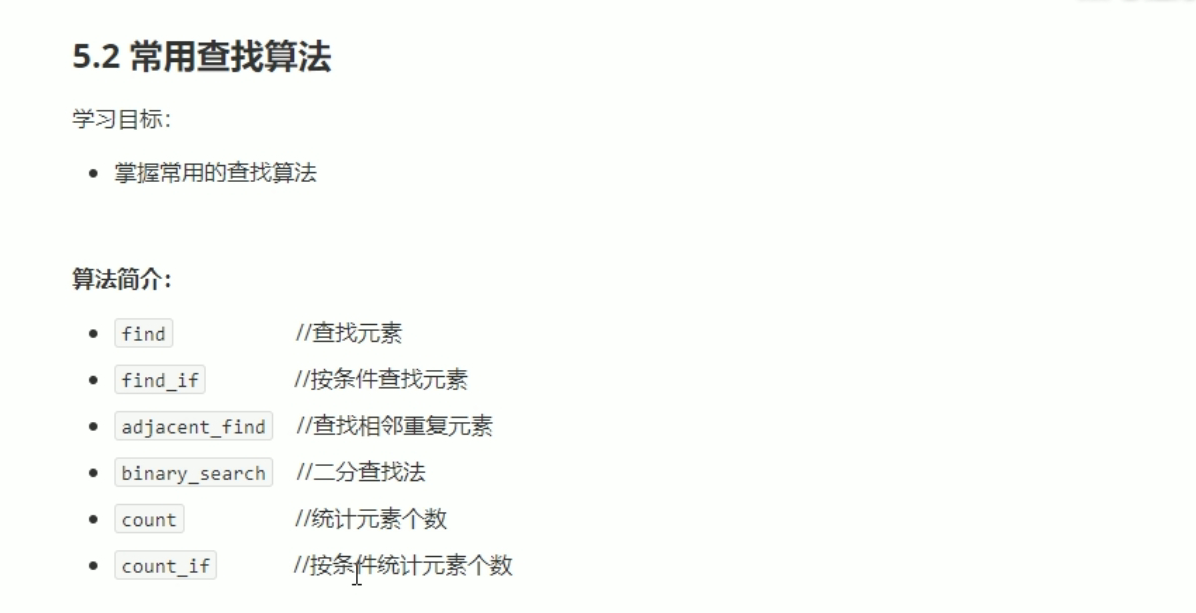 5.2 常用查找算法
学习目标：
掌握常用的查找算法
算法简介：
find //查找元素
find_if //按条件查找元素
adjacent_find //查找相邻重复元素
binary_search //二分查找法
count //统计元素个数
count_if //按条件统计元素个数